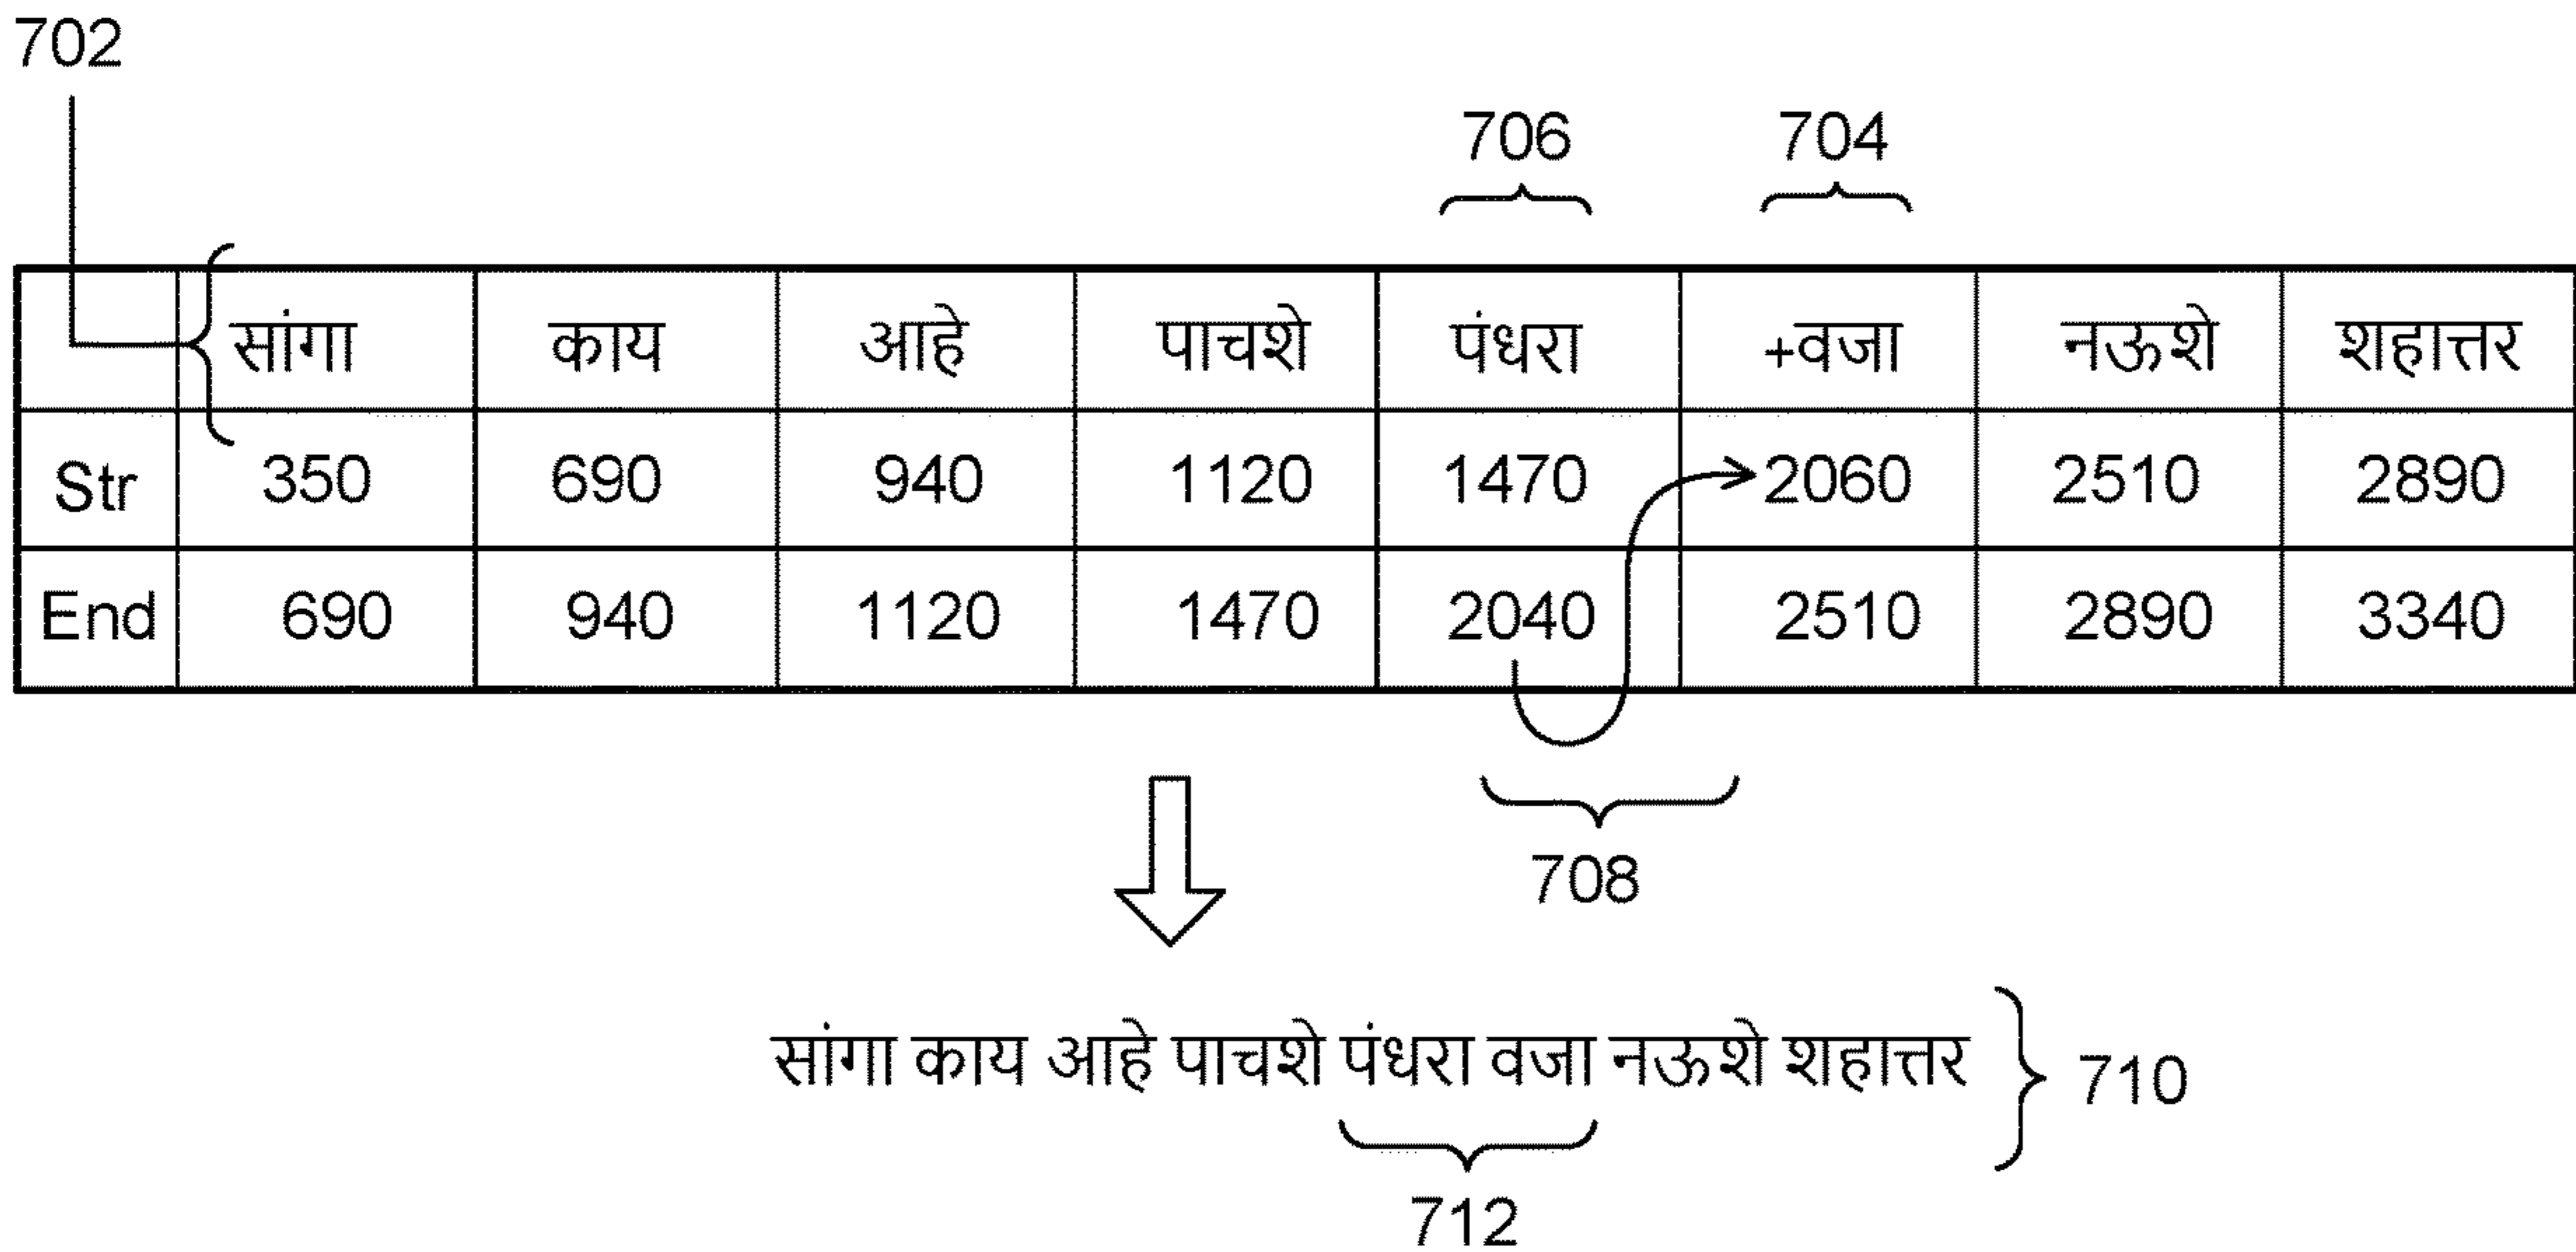 702
706 704
सांगा काय आहे पाचशे पंधरा +वजा नऊशे शहात्तर
Str 350 690 940 1120 1470 2060 2510 2890
End 690 940 1120 1470 2040 2510 2890 3340
708
सांगा काय आहे पाचशे पंधरा वजा नऊशे शहात्तर
710
712